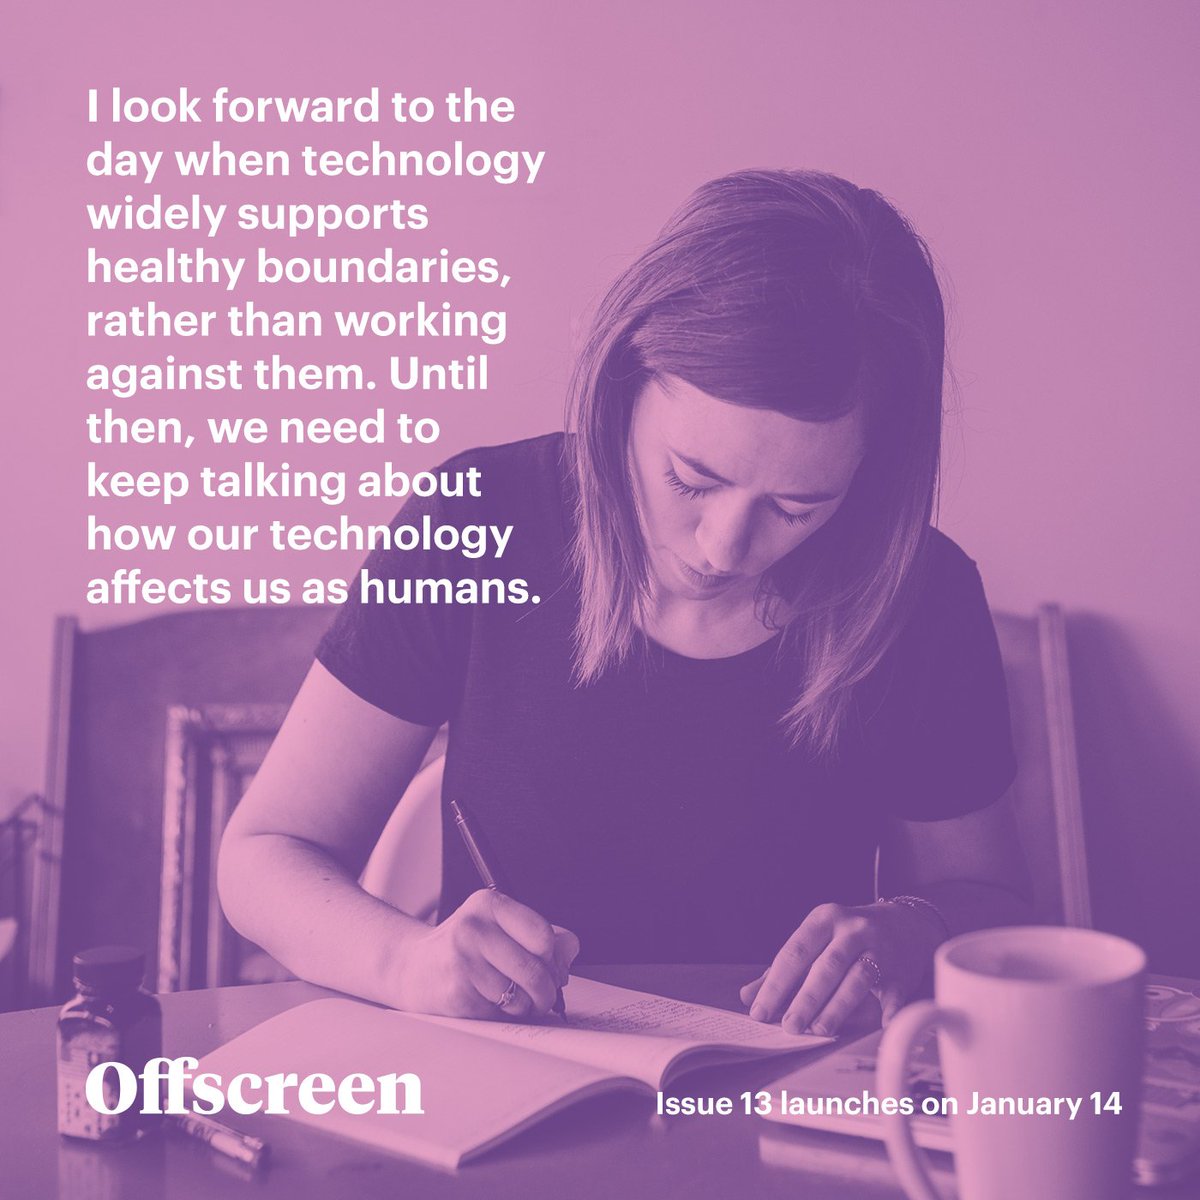 I look forward to the
day when technology
widely supports
healthy boundaries,
rather than working
against them. Until
then, we need to
keep talking about
how our technology
affects us as humans.
Offscreen
Issue 13 launches on January 14